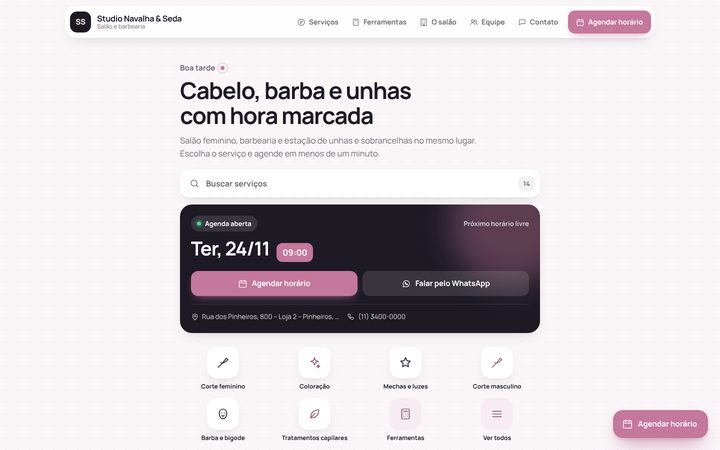 SS
Studio Navalha & Seda
Salão e barbearia
Serviços
Ferramentas
O salão
Equipe
Contato
Agendar horário
Boa tarde
Cabelo, barba e unhas
com hora marcada
Salão feminino, barbearia e estação de unhas e sobrancelhas no mesmo lugar.
Escolha o serviço e agende em menos de um minuto.
Buscar serviços
14
Agenda aberta
Próximo horário livre
Ter, 24/11
09:00
Agendar horário
Falar pelo WhatsApp
Rua dos Pinheiros, 800 – Loja 2 – Pinheiros, ...
(11) 3400-0000
Corte feminino
Coloração
Mechas e luzes
Corte masculino
Barba e bigode
Tratamentos capilares
Ferramentas
Ver todos
Agendar horário